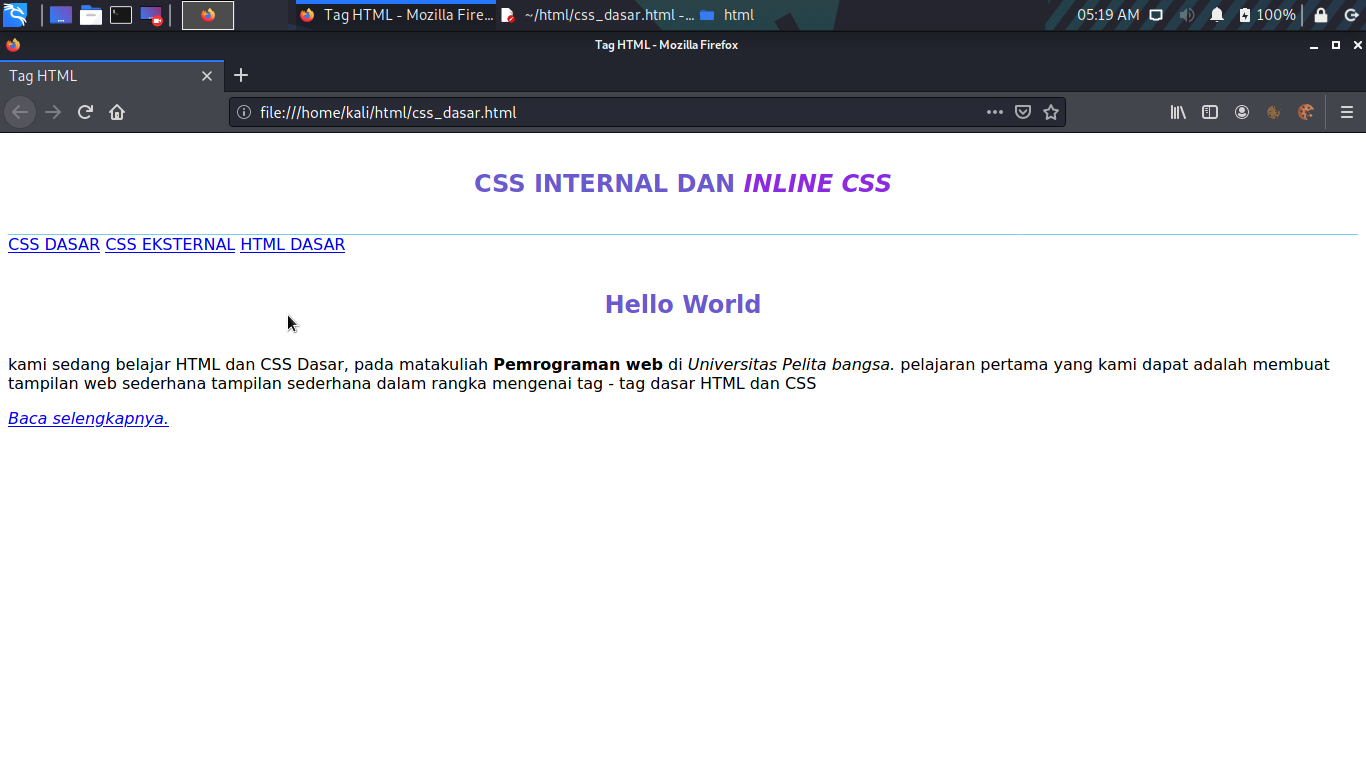 Tag HTML - Mozilla Fire...
~/html/css_dasar.html -...
html
05:19 AM
100%
Tag HTML - Mozilla Firefox
Tag HTML
file:///home/kali/html/css_dasar.html
CSS INTERNAL DAN INLINE CSS
CSS DASAR CSS EKSTERNAL HTML DASAR
Hello World
kami sedang belajar HTML dan CSS Dasar, pada matakuliah Pemrograman web di Universitas Pelita bangsa. pelajaran pertama yang kami dapat adalah membuat
tampilan web sederhana tampilan sederhana dalam rangka mengenai tag - tag dasar HTML dan CSS
Baca selengkapnya.